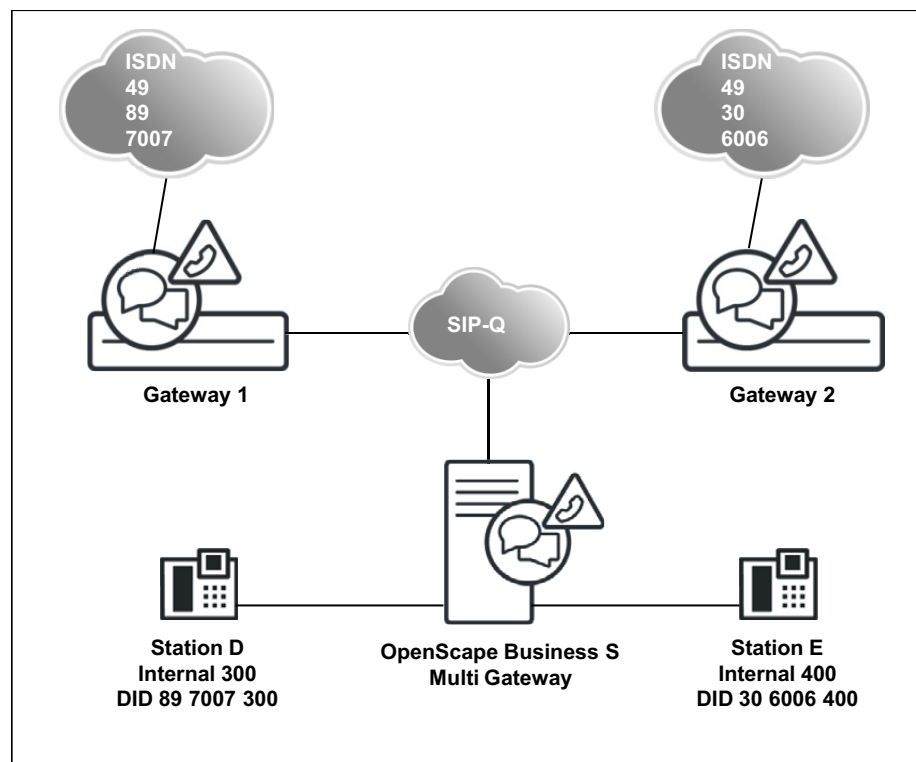 ISDN
49
89
7007
ISDN
49
30
6006
SIP-Q
Gateway 1
Gateway 2
Station D
Internal 300
DID 89 7007 300
OpenScape Business S
Multi Gateway
Station E
Internal 400
DID 30 6006 400